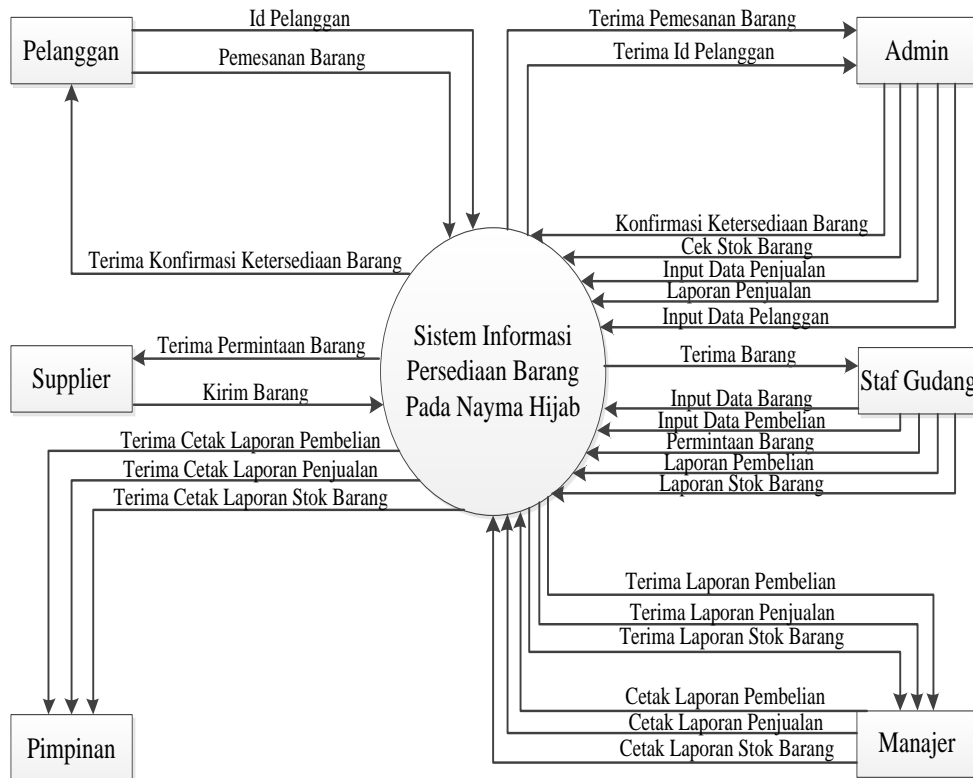 Id Pelanggan
Terima Pemesanan Barang
Pelanggan
Pemesanan Barang
Terima Id Pelanggan
Admin
Konfirmasi Ketersediaan Barang
Cek Stok Barang
Terima Konfirmasi Ketersediaan Barang
Input Data Penjualan
Laporan Penjualan
Input Data Pelanggan
Sistem Informasi
Persediaan Barang
Pada Nayma Hijab
Terima Permintaan Barang
Supplier
Kirim Barang
Terima Barang
Staf Gudang
Input Data Barang
Input Data Pembelian
Permintaan Barang
Laporan Pembelian
Laporan Stok Barang
Terima Cetak Laporan Pembelian
Terima Cetak Laporan Penjualan
Terima Cetak Laporan Stok Barang
Terima Laporan Pembelian
Terima Laporan Penjualan
Terima Laporan Stok Barang
Cetak Laporan Pembelian
Cetak Laporan Penjualan
Cetak Laporan Stok Barang
Pimpinan
Manajer